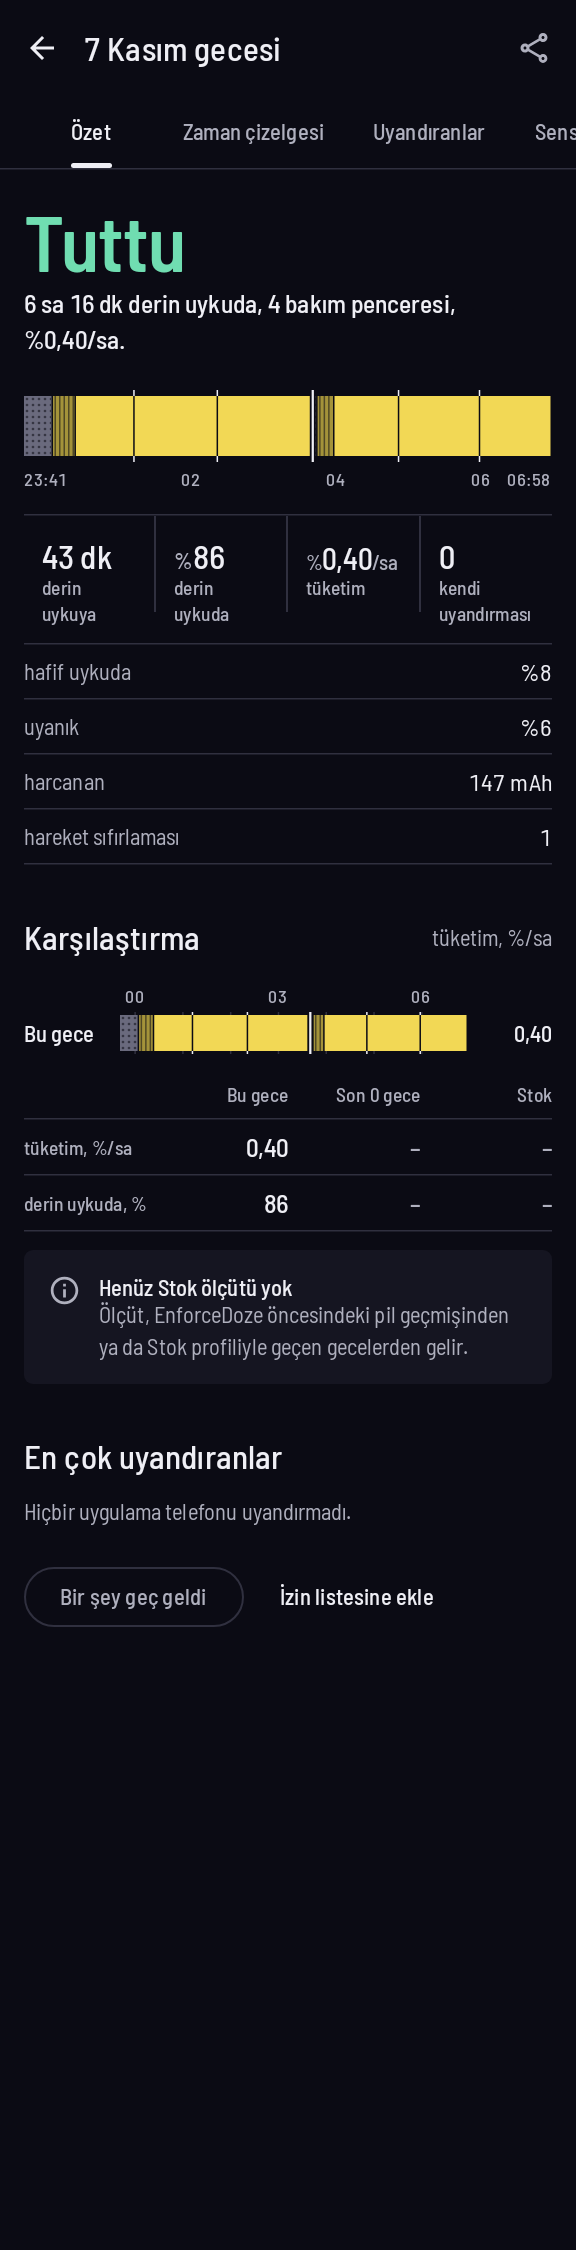 7 Kasım gecesi
Özet
Zaman çizelgesi
Uyandıranlar
Sens
Tuttu
6 sa 16 dk derin uykuda, 4 bakım penceresi,
%0,40/sa.
23:41 02 04 06 06:58
43 dk
derin
uykuya
%86
derin
uykuda
%0,40/sa
tüketim
0
kendi
uyandırması
hafif uykuda %8
uyanık %6
harcanan 147 mAh
hareket sıfırlaması 1
Karşılaştırma tüketim, %/sa
00 03 06
Bu gece 0,40
Bu gece Son 0 gece Stok
tüketim, %/sa 0,40 – –
derin uykuda, % 86 – –
Henüz Stok ölçütü yok
Ölçüt, EnforceDoze öncesindeki pil geçmişinden
ya da Stok profiliyle geçen gecelerden gelir.
En çok uyandıranlar
Hiçbir uygulama telefonu uyandırmadı.
Bir şey geç geldi
İzin listesine ekle